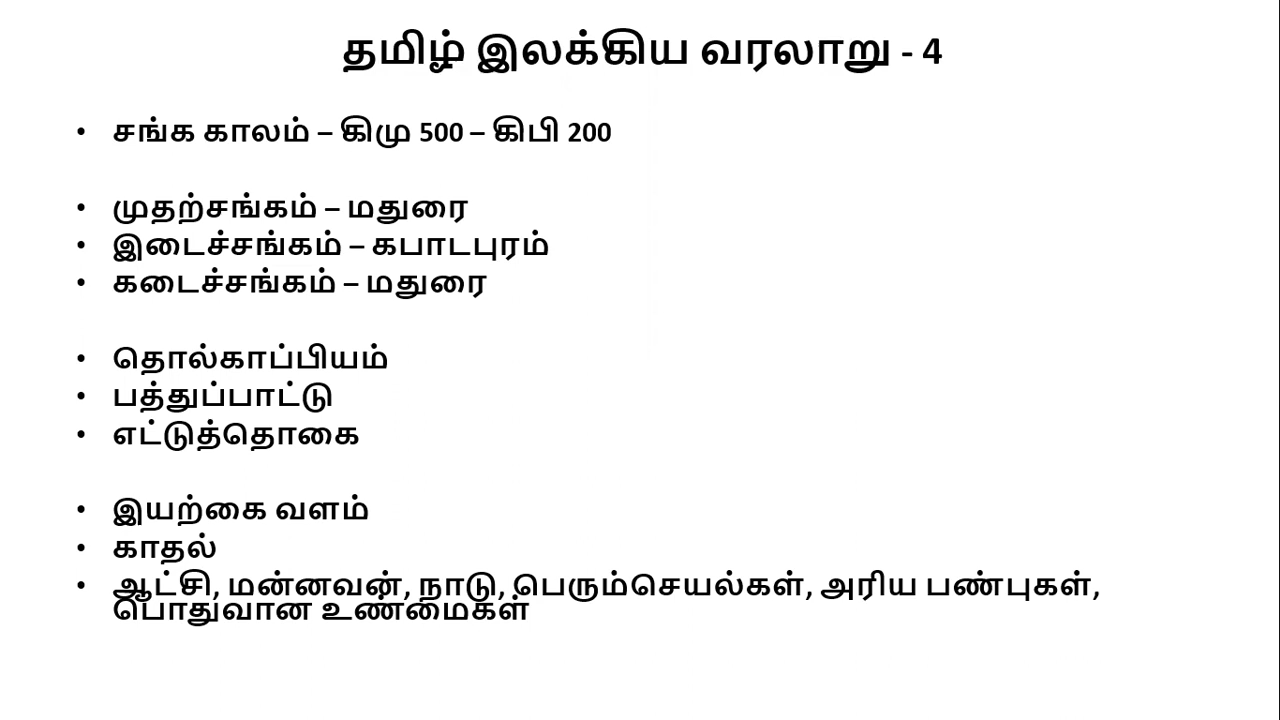 தமிழ் இலக்கிய வரலாறு - 4
• சங்க காலம் – கிமு 500 – கிபி 200
• முதற்சங்கம் – மதுரை
• இடைச்சங்கம் – கபாடபுரம்
• கடைச்சங்கம் – மதுரை
• தொல்காப்பியம்
• பத்துப்பாட்டு
• எட்டுத்தொகை
• இயற்கை வளம்
• காதல்
• ஆட்சி, மன்னவன், நாடு, பெரும்செயல்கள், அரிய பண்புகள்,
பொதுவான உண்மைகள்